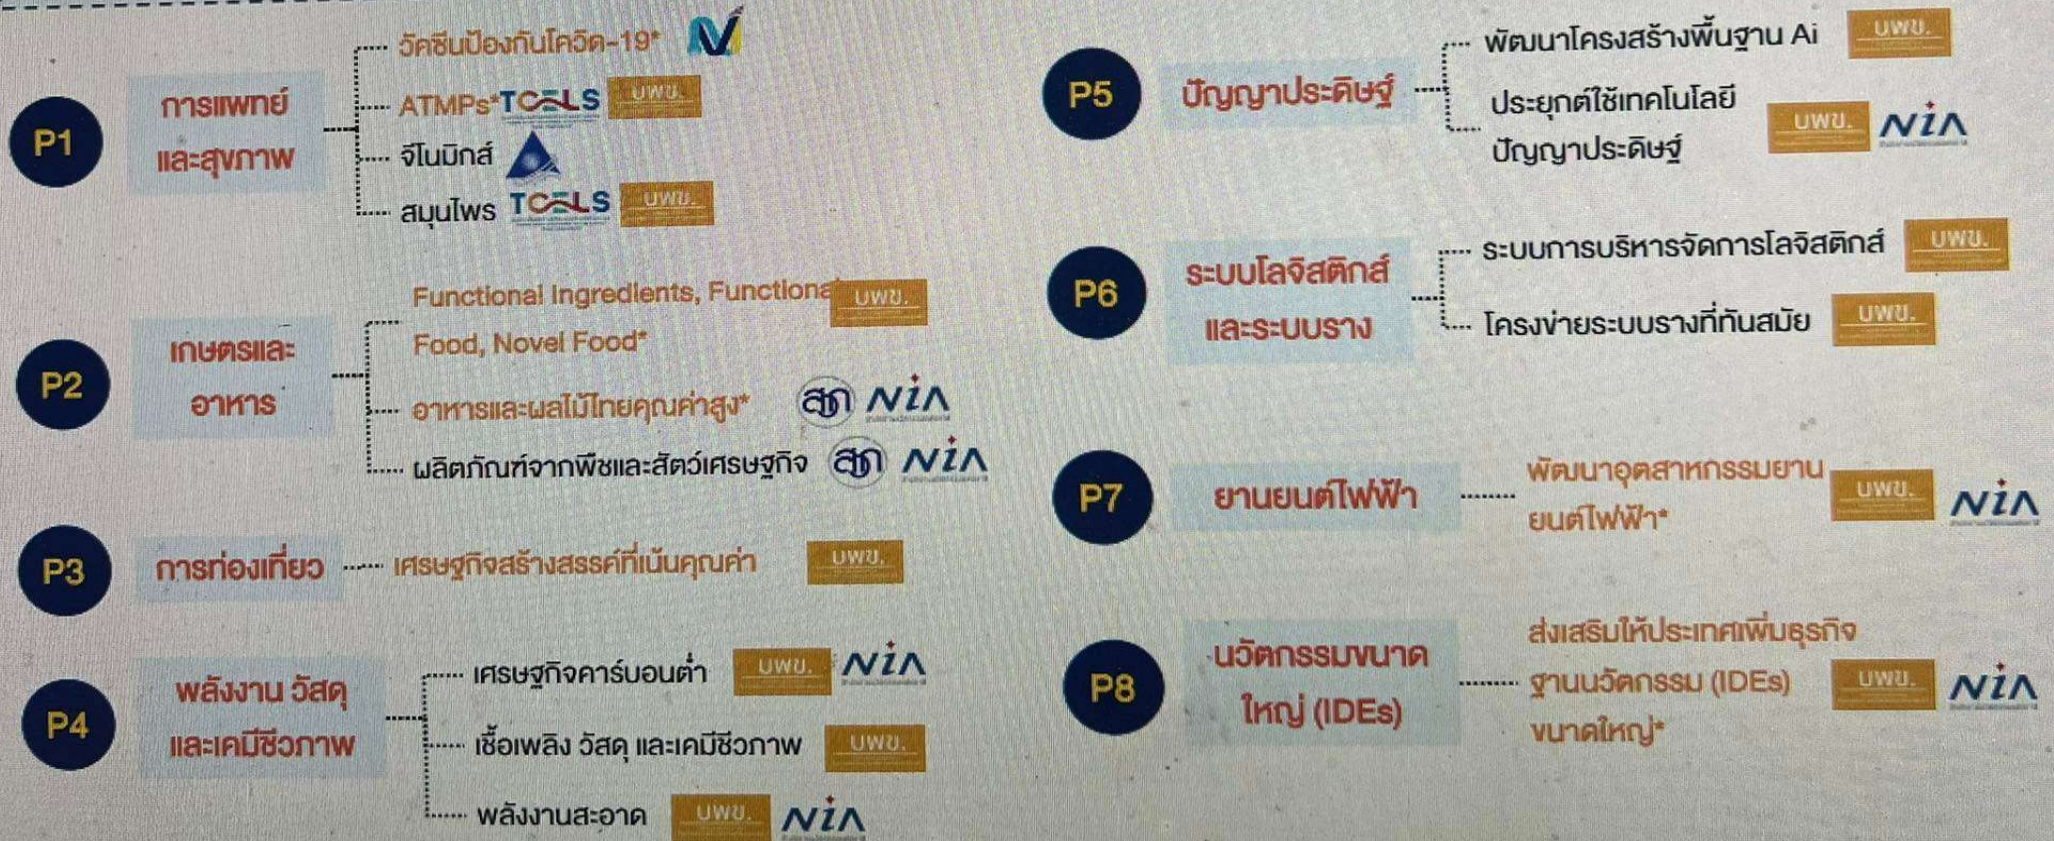 P1
การแพทย์
และสุขภาพ
วัคซีนป้องกันโควิด-19*
ATMPs* TCELS บพข.
จีโนมิกส์
สมุนไพร TCELS บพข.
P2
เกษตรและ
อาหาร
Functional Ingredients, Functional บพข.
Food, Novel Food*
อาหารและผลไม้ไทยคุณค่าสูง* สวก NIA
ผลิตภัณฑ์จากพืชและสัตว์เศรษฐกิจ สวก NIA
P3
การท่องเที่ยว
เศรษฐกิจสร้างสรรค์ที่เน้นคุณค่า บพข.
P4
พลังงาน วัสดุ
และเคมีชีวภาพ
เศรษฐกิจคาร์บอนต่ำ บพข. NIA
เชื้อเพลิง วัสดุ และเคมีชีวภาพ บพข.
พลังงานสะอาด บพข. NIA
P5
ปัญญาประดิษฐ์
พัฒนาโครงสร้างพื้นฐาน Ai บพข.
ประยุกต์ใช้เทคโนโลยี
ปัญญาประดิษฐ์ บพข. NIA
P6
ระบบโลจิสติกส์
และระบบราง
ระบบการบริหารจัดการโลจิสติกส์ บพข.
โครงข่ายระบบรางที่ทันสมัย บพข.
P7
ยานยนต์ไฟฟ้า
พัฒนาอุตสาหกรรมยาน
ยนต์ไฟฟ้า* บพข. NIA
P8
นวัตกรรมขนาด
ใหญ่ (IDEs)
ส่งเสริมให้ประเทศเพิ่มธุรกิจ
ฐานนวัตกรรม (IDEs) บพข. NIA
ขนาดใหญ่*